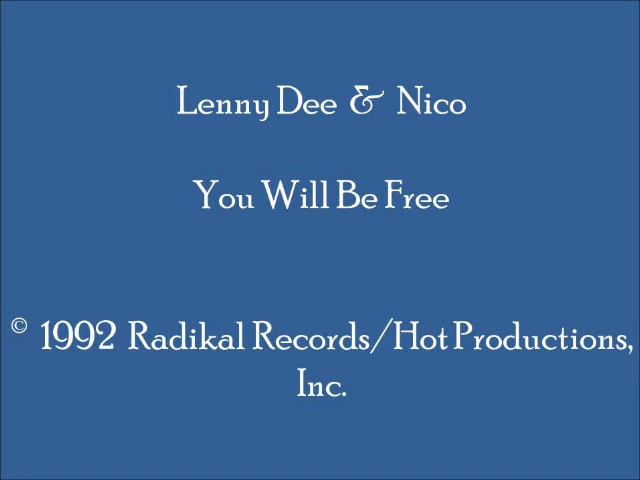 Lenny Dee & Nico
You Will Be Free
© 1992 Radikal Records/Hot Productions,
Inc.